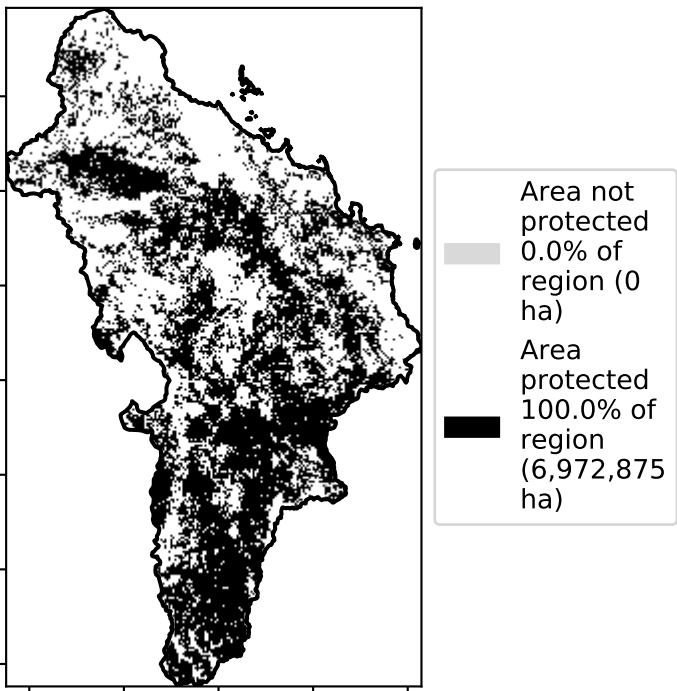 Area not
protected
0.0% of
region (0
ha)
Area
protected
100.0% of
region
(6,972,875
ha)